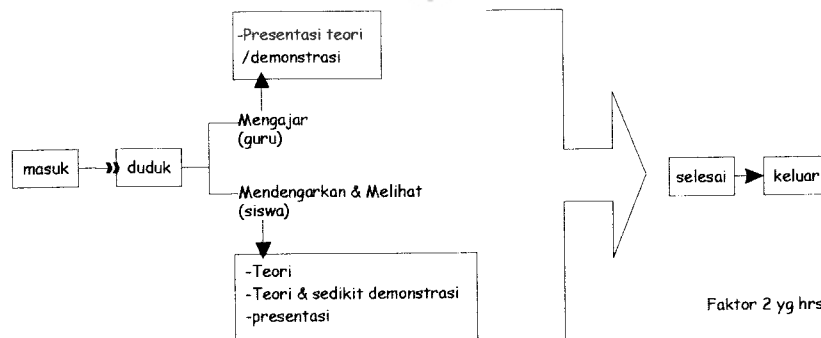 -Presentasi teori
/demonstrasi
Mengajar
(guru)
masuk
duduk
Mendengarkan & Melihat
(siswa)
selesai
keluar
-Teori
-Teori & sedikit demonstrasi
-presentasi
Faktor 2 yg hrs